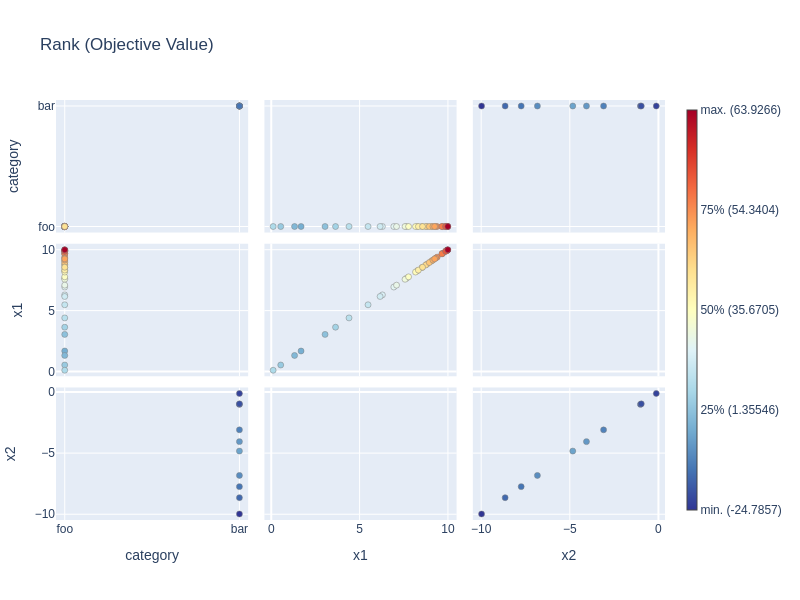 Rank (Objective Value)
bar
category
foo
10
x1
5
0
0
x2
−5
−10
foo
bar
0
5
10
−10
−5
0
category
x1
x2
max. (63.9266)
75% (54.3404)
50% (35.6705)
25% (1.35546)
min. (-24.7857)